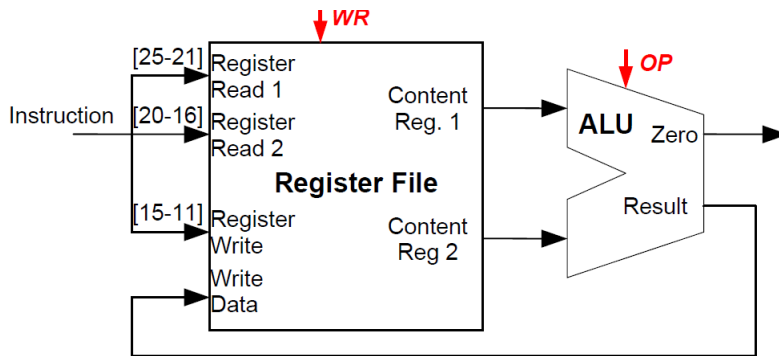 WR
[25-21]
Register
Read 1
Instruction
[20-16]
Register
Read 2
Content
Reg. 1
OP
ALU
Zero
Register File
[15-11]
Register
Write
Content
Reg 2
Result
Write
Data